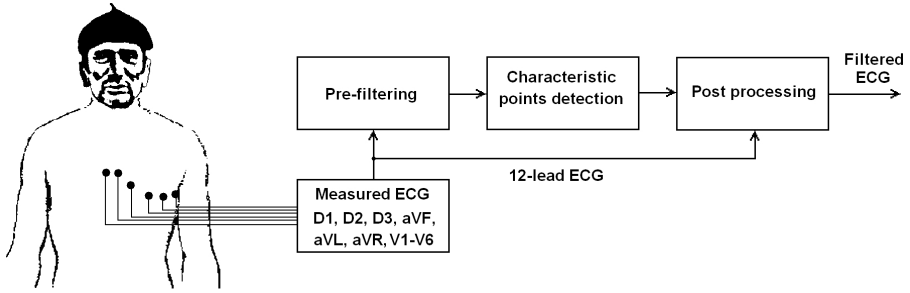 Pre-filtering
Characteristic
points detection
Post processing
Filtered
ECG
12-lead ECG
Measured ECG
D1, D2, D3, aVF,
aVL, aVR, V1-V6